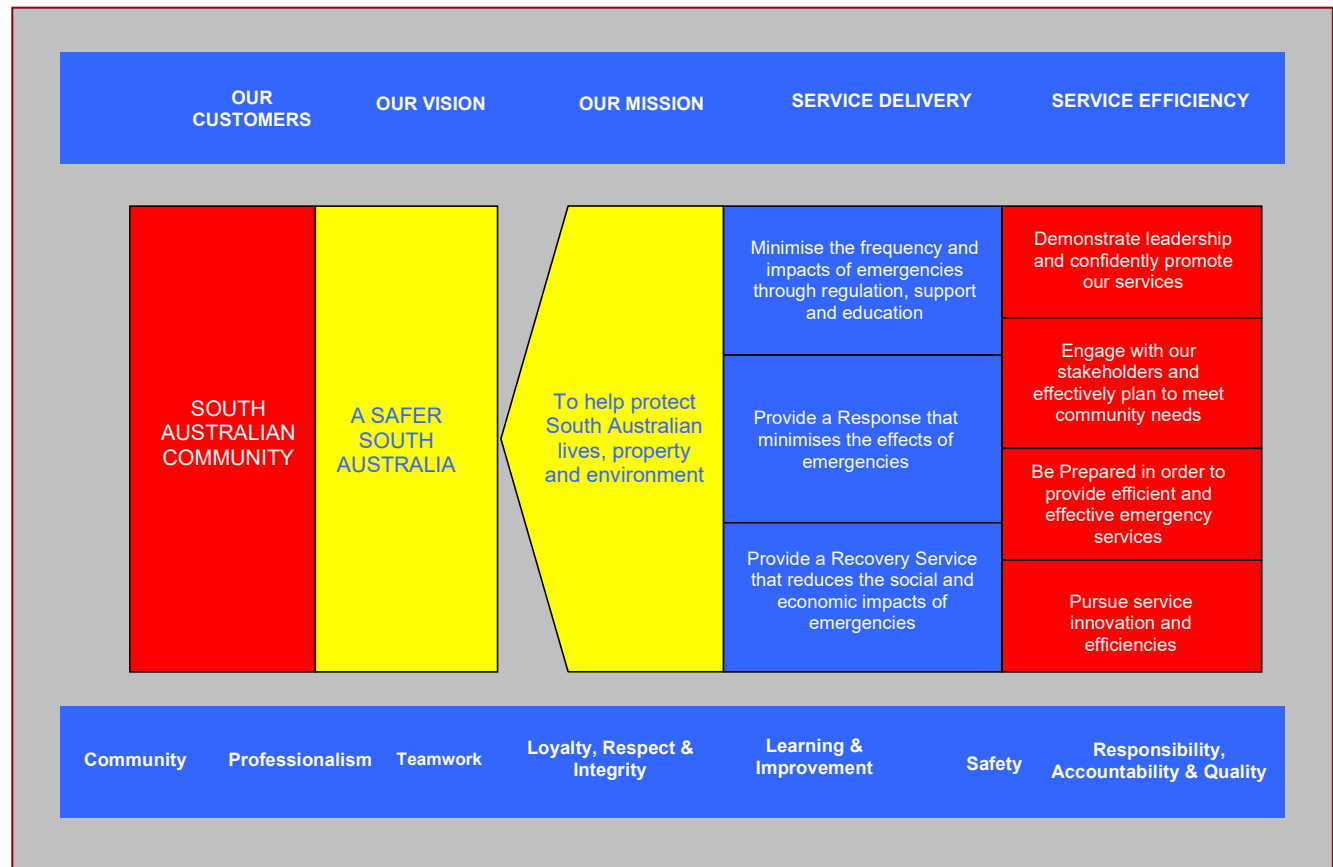 OUR
CUSTOMERS
OUR VISION
OUR MISSION
SERVICE DELIVERY
SERVICE EFFICIENCY
SOUTH
AUSTRALIAN
COMMUNITY
A SAFER
SOUTH
AUSTRALIA
To help protect
South Australian
lives, property
and environment
Minimise the frequency and
impacts of emergencies
through regulation, support
and education
Provide a Response that
minimises the effects of
emergencies
Provide a Recovery Service
that reduces the social and
economic impacts of
emergencies
Demonstrate leadership
and confidently promote
our services
Engage with our
stakeholders and
effectively plan to meet
community needs
Be Prepared in order to
provide efficient and
effective emergency
services
Pursue service
innovation and
efficiencies
Community
Professionalism
Teamwork
Loyalty, Respect &
Integrity
Learning &
Improvement
Safety
Responsibility,
Accountability & Quality